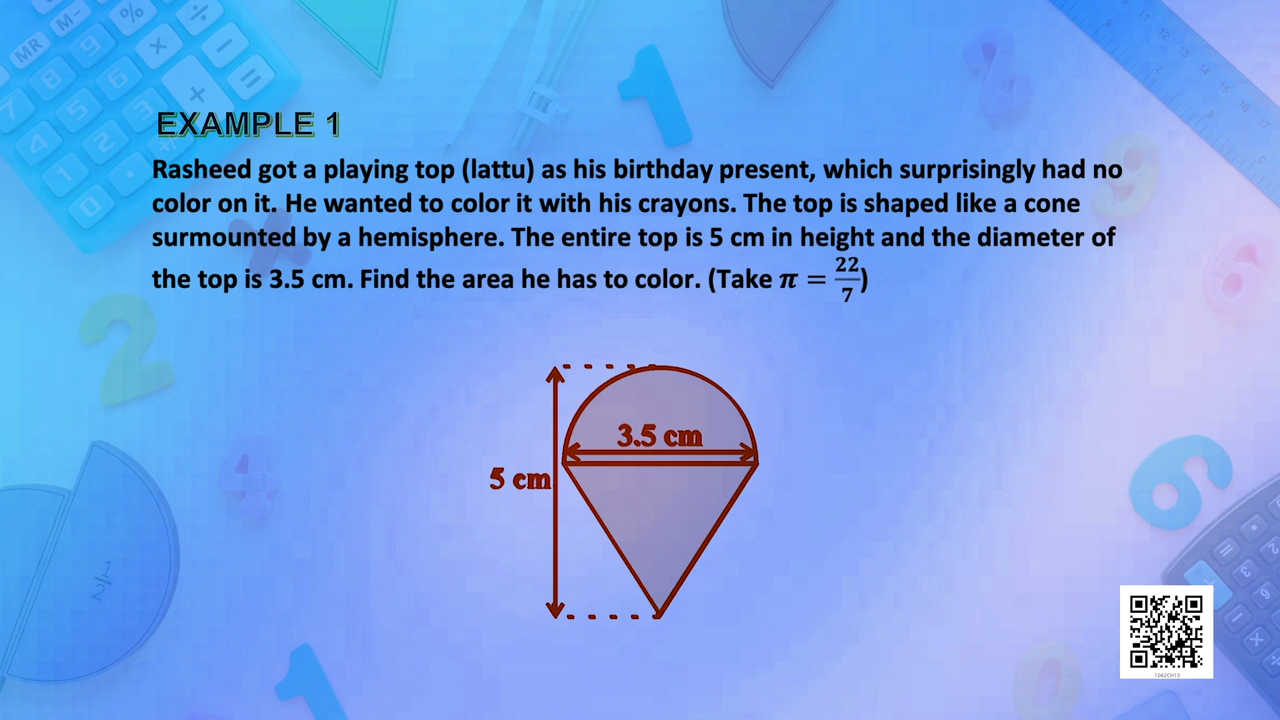 EXAMPLE 1
Rasheed got a playing top (lattu) as his birthday present, which surprisingly had no
color on it. He wanted to color it with his crayons. The top is shaped like a cone
surmounted by a hemisphere. The entire top is 5 cm in height and the diameter of
the top is 3.5 cm. Find the area he has to color. (Take π = 22/7)
3.5 cm
5 cm
1062CH13